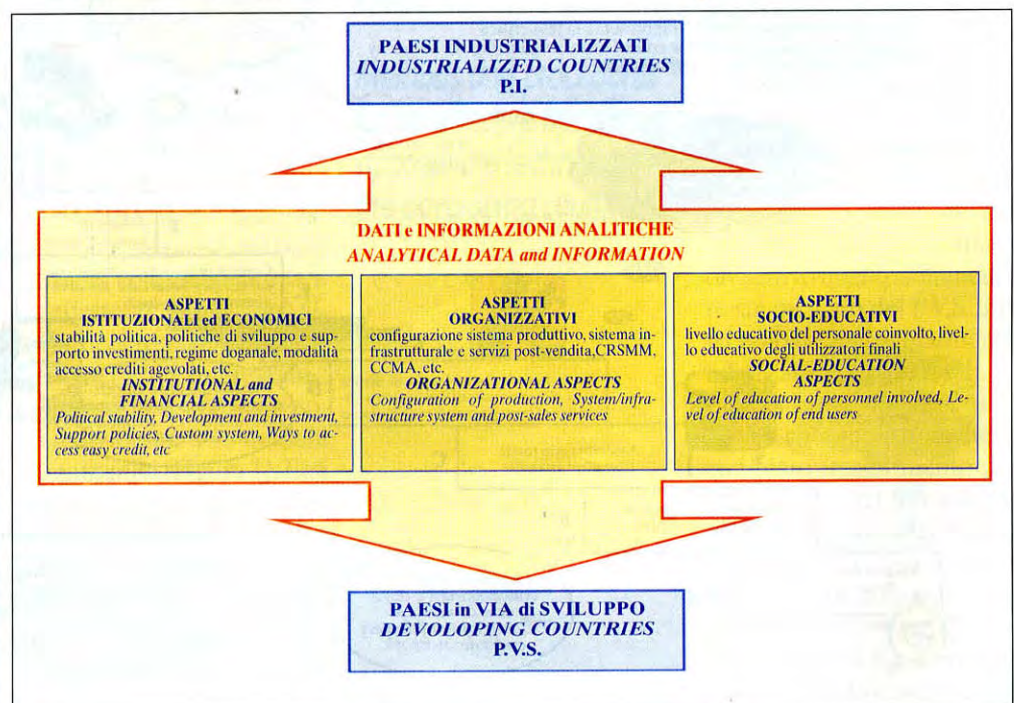 PAESI INDUSTRIALIZZATI
INDUSTRIALIZED COUNTRIES
P.I.
DATI e INFORMAZIONI ANALITICHE
ANALYTICAL DATA and INFORMATION
ASPETTI
ISTITUZIONALI ed ECONOMICI
stabilità politica, politiche di sviluppo e sup-
porto investimenti, regime doganale, modalità
accesso crediti agevolati, etc.
INSTITUTIONAL and
FINANCIAL ASPECTS
Political stability, Development and investment,
Support policies, Custom system, Ways to ac-
cess easy credit, etc
ASPETTI
ORGANIZZATIVI
configurazione sistema produttivo, sistema in-
frastrutturale e servizi post-vendita,CRSMM,
CCMA, etc.
ORGANIZATIONAL ASPECTS
Configuration of production, System/infra-
structure system and post-sales services
ASPETTI
SOCIO-EDUCATIVI
livello educativo del personale coinvolto, livel-
lo educativo degli utilizzatori finali
SOCIAL-EDUCATION
ASPECTS
Level of education of personnel involved, Le-
vel of education of end users
PAESI in VIA di SVILUPPO
DEVOLOPING COUNTRIES
P.V.S.